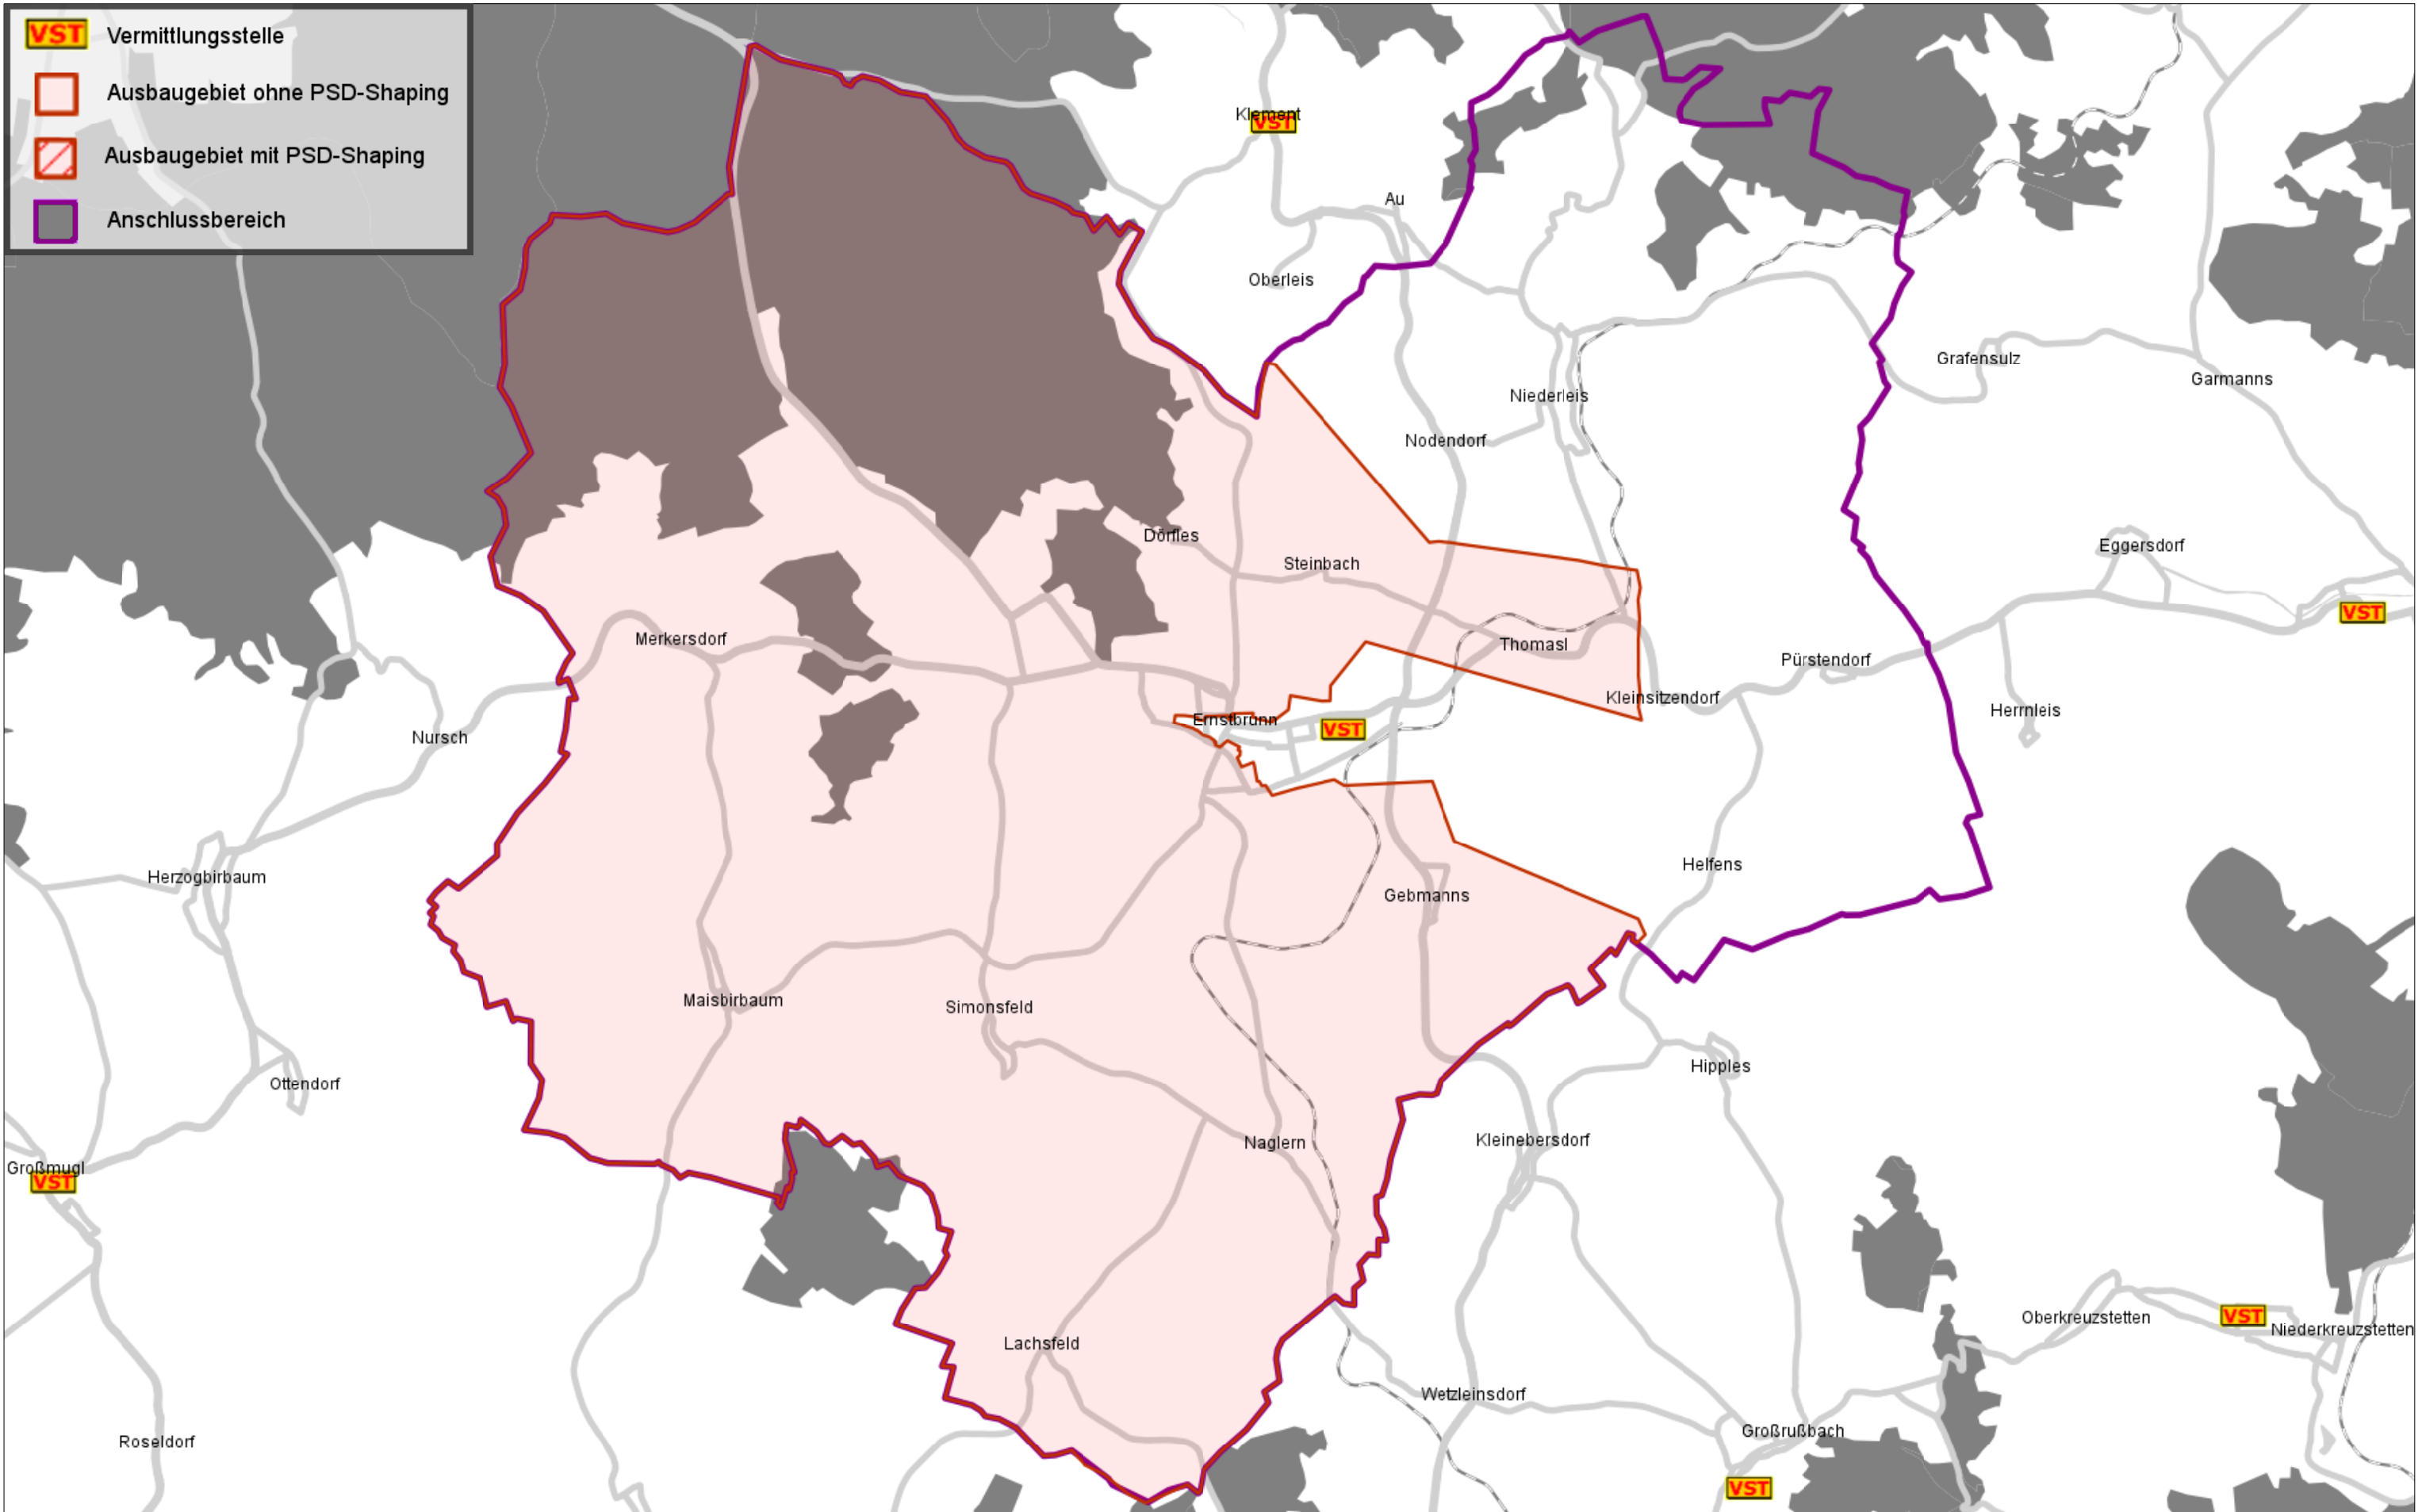 VST Vermittlungsstelle
Ausbaugebiet ohne PSD-Shaping
Ausbaugebiet mit PSD-Shaping
Anschlussbereich
Klement
VST
Au
Oberleis
Grafensulz
Garmanns
Niederleis
Nodendorf
Dörfles
Eggersdorf
Steinbach
VST
Merkersdorf
Thomasl
Pürstendorf
Kleinsitzendorf
Herrnleis
Ernstbrunn
VST
Nursch
Helfens
Herzogbirbaum
Gebmanns
Maisbirbaum
Simonsfeld
Hipples
Ottendorf
Kleinebersdorf
Naglern
Großmugl
VST
Oberkreuzstetten
VST
Niederkreuzstetten
Lachsfeld
Wetzleinsdorf
Großrußbach
Roseldorf
VST